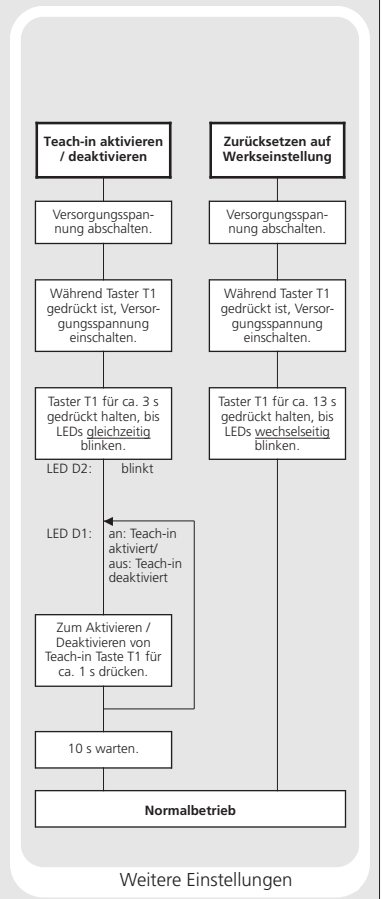 Teach-in aktivieren
/ deaktivieren
Versorgungsspan-
nung abschalten.
Während Taster T1
gedrückt ist, Versor-
gungsspannung
einschalten.
Taster T1 für ca. 3 s
gedrückt halten, bis
LEDs gleichzeitig
blinken.
LED D2: blinkt
LED D1: an: Teach-in
aktiviert/
aus: Teach-in
deaktiviert
Zum Aktivieren /
Deaktivieren von
Teach-in Taste T1 für
ca. 1 s drücken.
10 s warten.
Zurücksetzen auf
Werkseinstellung
Versorgungsspan-
nung abschalten.
Während Taster T1
gedrückt ist, Versor-
gungsspannung
einschalten.
Taster T1 für ca. 13 s
gedrückt halten, bis
LEDs wechselseitig
blinken.
Normalbetrieb
Weitere Einstellungen